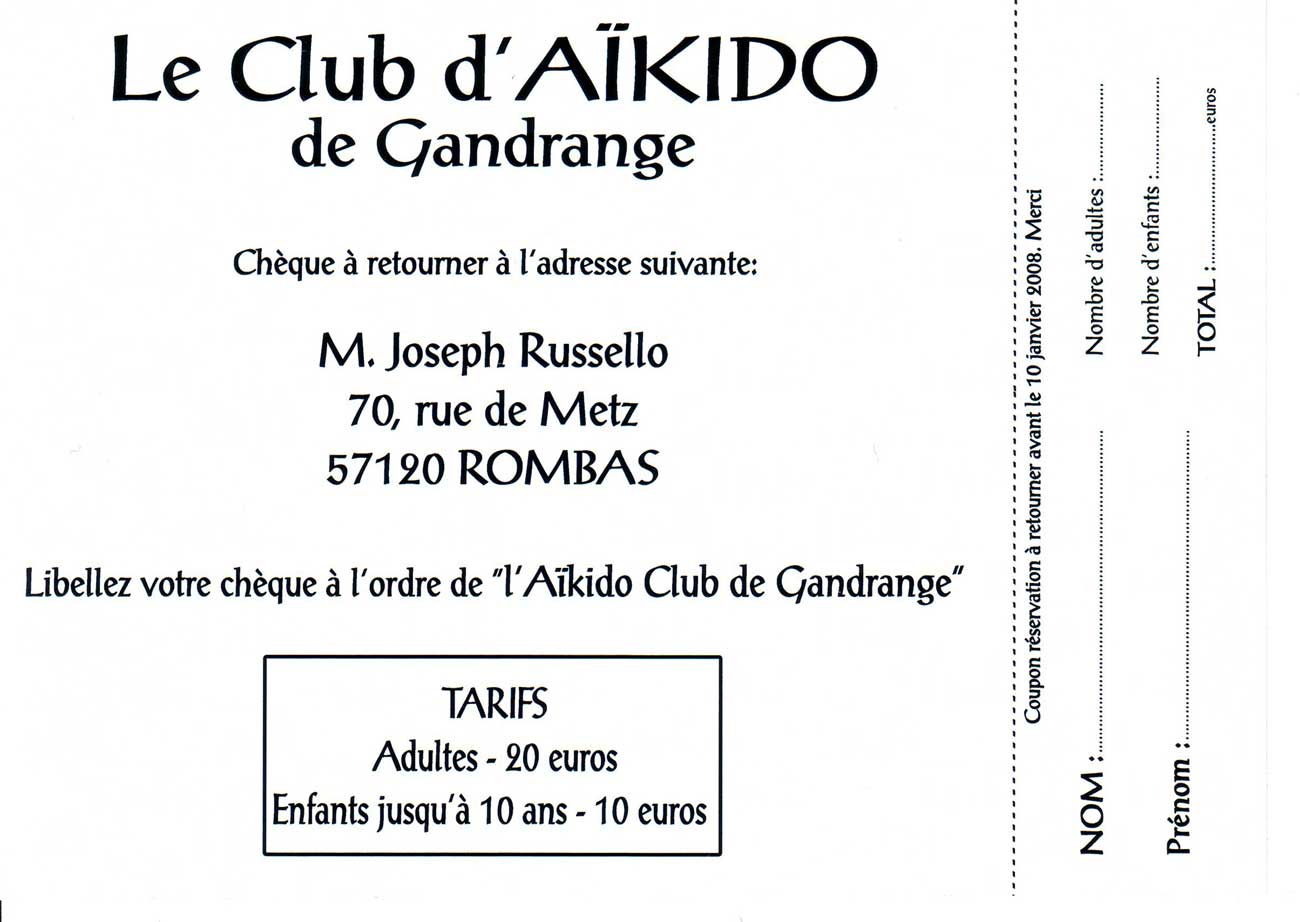 Le Club d'AÏKIDO
de Gandrange
Chèque à retourner à l'adresse suivante:
M. Joseph Russello
70, rue de Metz
57120 ROMBAS
Libellez votre chèque à l'ordre de "l'Aïkido Club de Gandrange"
TARIFS
Adultes - 20 euros
Enfants jusqu'à 10 ans - 10 euros
Coupon réservation à retourner avant le 10 janvier 2008. Merci
NOM :..............................
Prénom :..............................
Nombre d'adultes :....................
Nombre d'enfants :....................
TOTAL :..............................euros